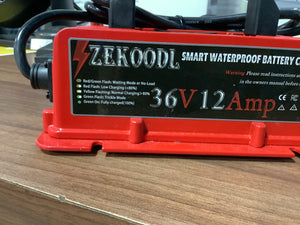 ZEKOODL
SMART WATERPROOF BATTERY C
Warning Please read instructions
in the owners manual before
Red/Green Flash: Waiting Mode or No Load
Red Flash: Low Charging (<80%)
Yellow Flashing: Normal Charging >80%
Green Flash: Trickle Mode
Green On: Fully charged(100%)
36V 12Amp